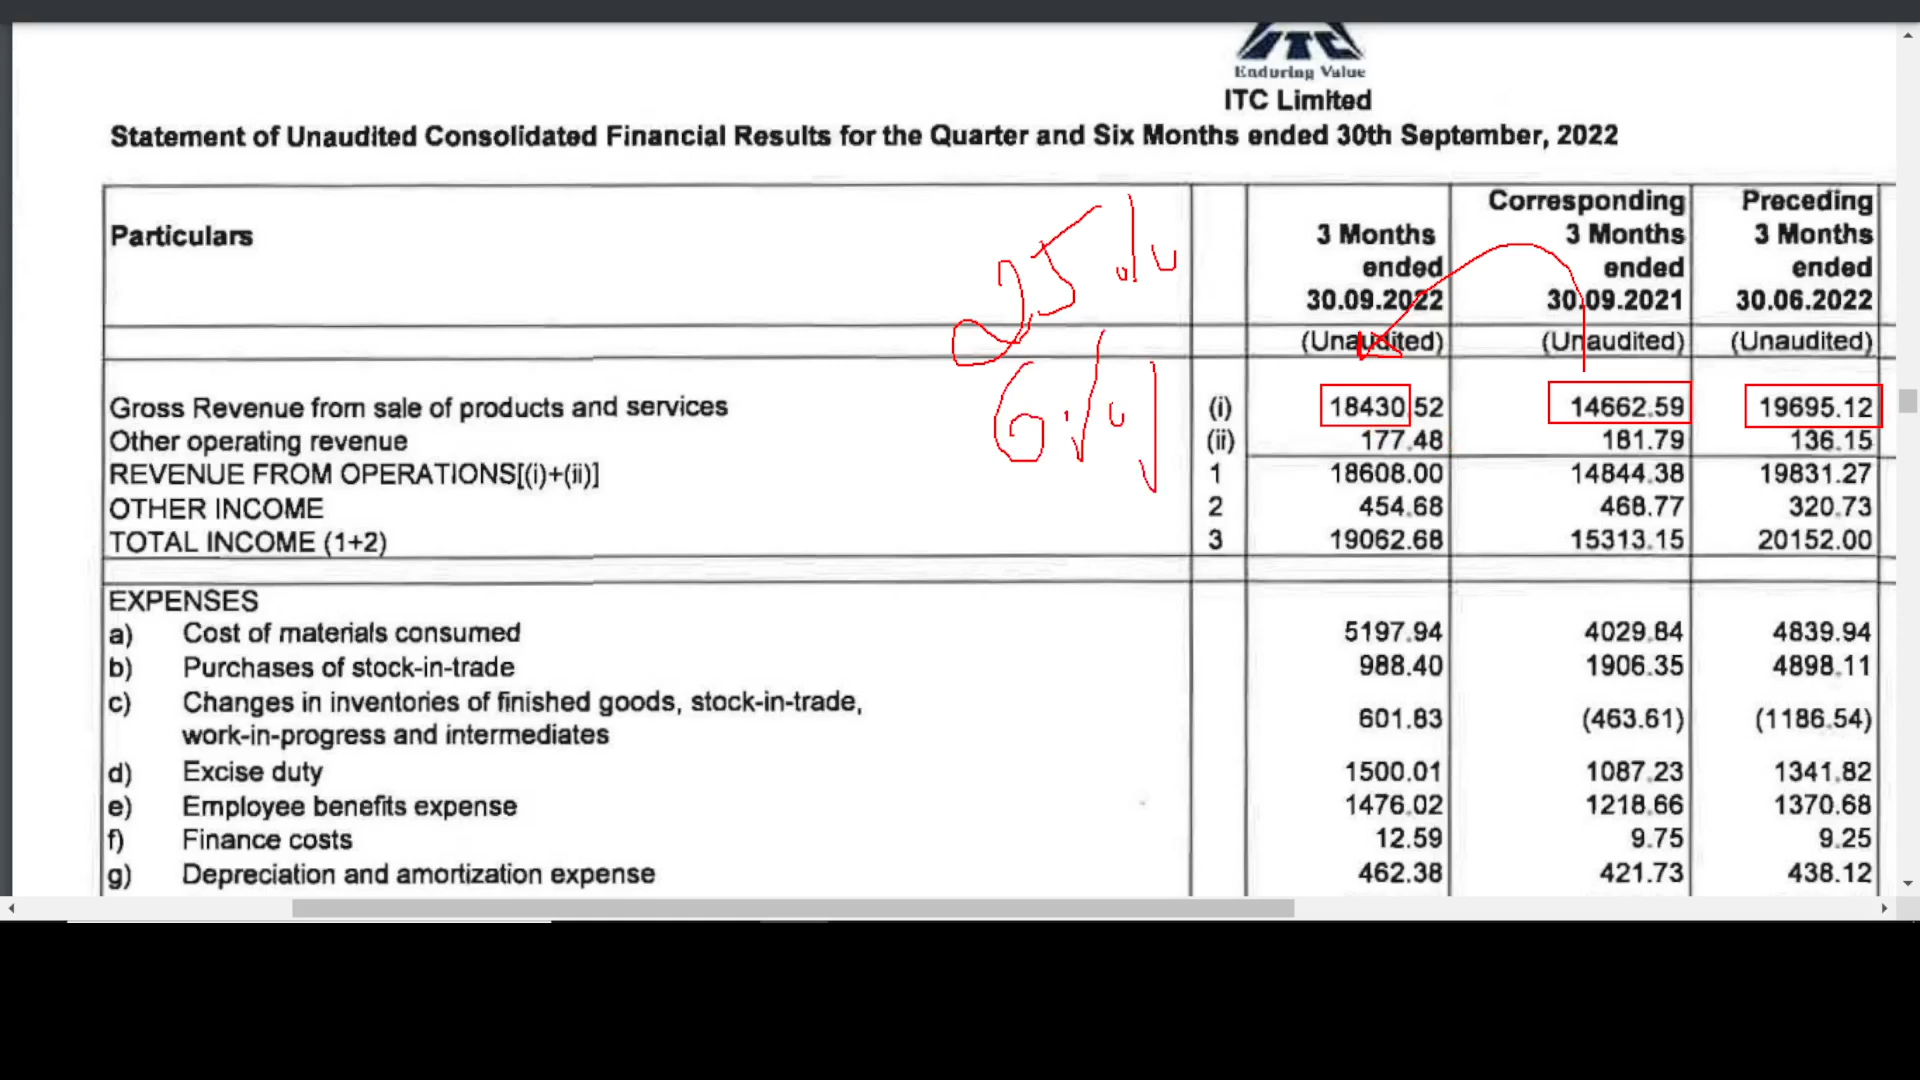 ITC
Enduring Value
ITC Limited
Statement of Unaudited Consolidated Financial Results for the Quarter and Six Months ended 30th September, 2022
Particulars 3 Months ended 30.09.2022 Corresponding 3 Months ended 30.09.2021 Preceding 3 Months ended 30.06.2022
(Unaudited) (Unaudited) (Unaudited)
25%
6%
Gross Revenue from sale of products and services (i) 18430.52 14662.59 19695.12
Other operating revenue (ii) 177.48 181.79 136.15
REVENUE FROM OPERATIONS[(i)+(ii)] 1 18608.00 14844.38 19831.27
OTHER INCOME 2 454.68 468.77 320.73
TOTAL INCOME (1+2) 3 19062.68 15313.15 20152.00
EXPENSES
a) Cost of materials consumed 5197.94 4029.84 4839.94
b) Purchases of stock-in-trade 988.40 1906.35 4898.11
c) Changes in inventories of finished goods, stock-in-trade,
work-in-progress and intermediates 601.83 (463.61) (1186.54)
d) Excise duty 1500.01 1087.23 1341.82
e) Employee benefits expense 1476.02 1218.66 1370.68
f) Finance costs 12.59 9.75 9.25
g) Depreciation and amortization expense 462.38 421.73 438.12